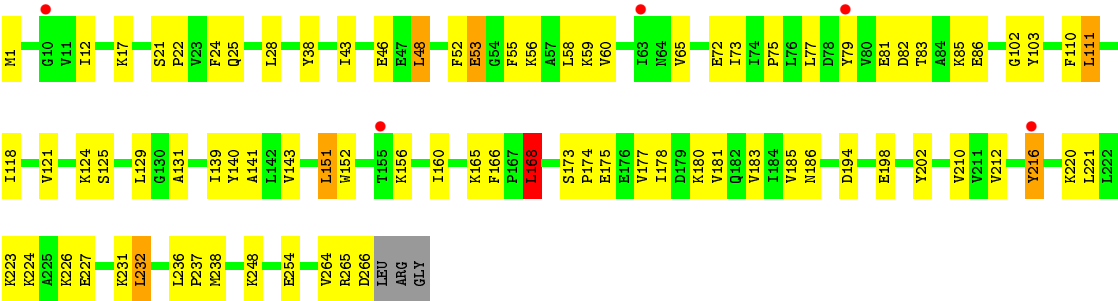 M1 G10 V11 I12 K17 S21 P22 V23 F24 Q25 L28 Y38 I43 E46 E47 L48 F52 E53 G54 F55 K56 A57 L58 K59 V60 I63 N64 V65 E72 I73 I74 P75 L76 L77 D78 Y79 V80 E81 D82 T83 A84 K85 E86 G102 Y103 F110 L111
I118 V121 K124 S125 L129 G130 A131 I139 Y140 A141 L142 V143 L151 W152 T155 K156 I160 K165 F166 P167 L168 S173 P174 E175 E176 V177 I178 D179 K180 V181 Q182 V183 I184 V185 N186 D194 E198 Y202 V210 V211 V212 Y216 K220 L221 L222
K223 K224 A225 K226 E227 K231 L232 L236 P237 M238 K248 E254 V264 R265 D266 LEU ARG GLY